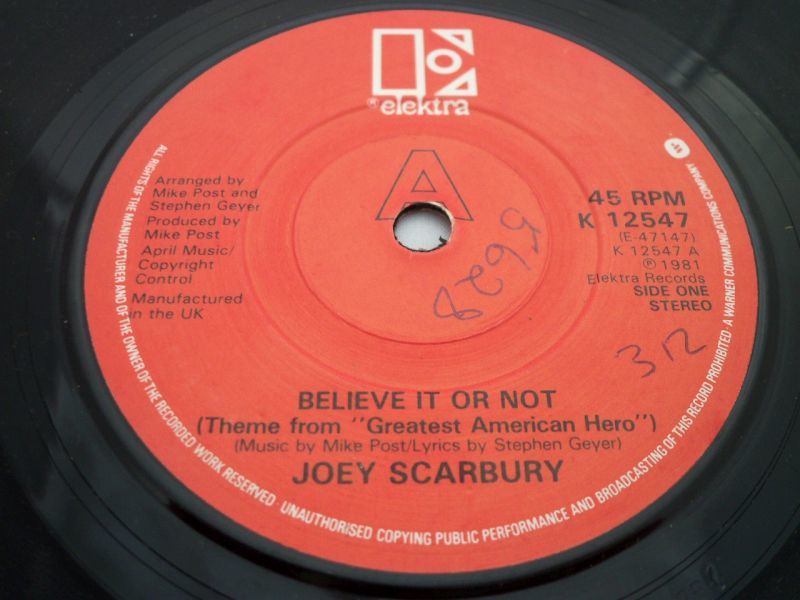 ® elektra
A
Arranged by
Mike Post and
Stephen Geyer
Produced by
Mike Post
April Music/
Copyright
Control
Manufactured
in the UK
45 RPM
K 12547
(E-47147)
K 12547 A
℗ 1981
Elektra Records
SIDE ONE
STEREO
312
BELIEVE IT OR NOT
(Theme from ''Greatest American Hero'')
(Music by Mike Post/Lyrics by Stephen Geyer)
JOEY SCARBURY
ALL RIGHTS OF THE MANUFACTURER AND OF THE OWNER OF THE RECORDED WORK RESERVED · UNAUTHORISED COPYING PUBLIC PERFORMANCE AND BROADCASTING OF THIS RECORD PROHIBITED · A WARNER COMMUNICATIONS COMPANY